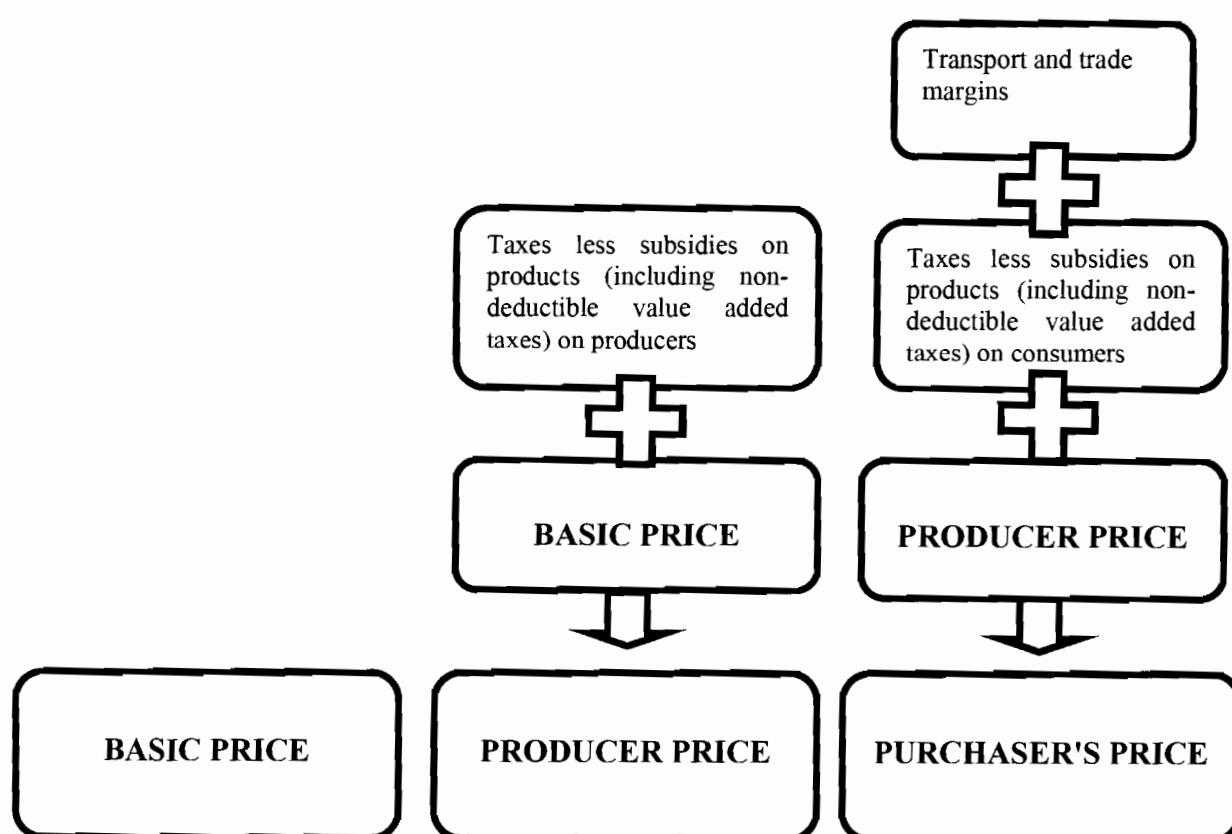 Transport and trade
margins
Taxes less subsidies on
products (including non-
deductible value added
taxes) on producers
Taxes less subsidies on
products (including non-
deductible value added
taxes) on consumers
BASIC PRICE
PRODUCER PRICE
BASIC PRICE
PRODUCER PRICE
PURCHASER'S PRICE